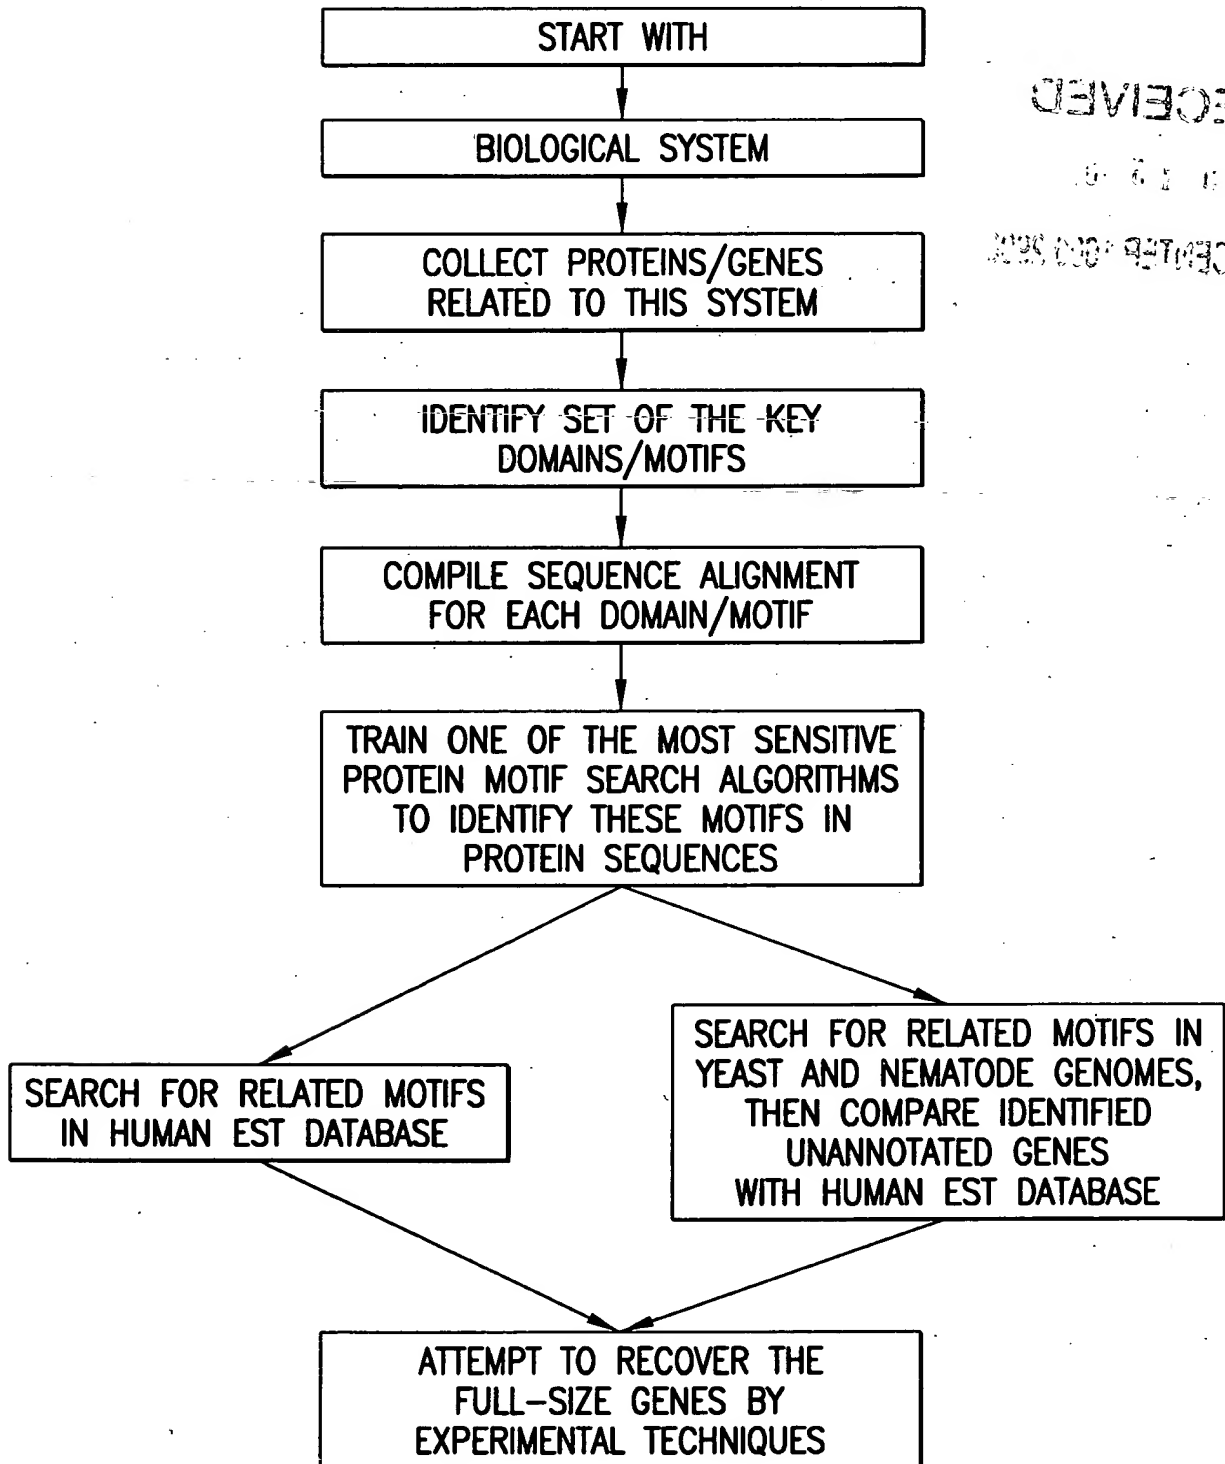 START WITH
BIOLOGICAL SYSTEM
COLLECT PROTEINS/GENES
RELATED TO THIS SYSTEM
IDENTIFY SET OF THE KEY
DOMAINS/MOTIFS
COMPILE SEQUENCE ALIGNMENT
FOR EACH DOMAIN/MOTIF
TRAIN ONE OF THE MOST SENSITIVE
PROTEIN MOTIF SEARCH ALGORITHMS
TO IDENTIFY THESE MOTIFS IN
PROTEIN SEQUENCES
SEARCH FOR RELATED MOTIFS
IN HUMAN EST DATABASE
SEARCH FOR RELATED MOTIFS IN
YEAST AND NEMATODE GENOMES,
THEN COMPARE IDENTIFIED
UNANNOTATED GENES
WITH HUMAN EST DATABASE
ATTEMPT TO RECOVER THE
FULL-SIZE GENES BY
EXPERIMENTAL TECHNIQUES